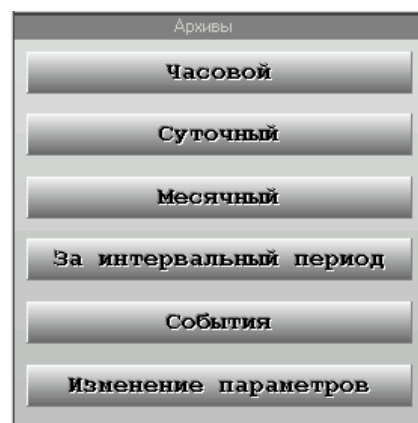 Архивы
Часовой
Суточный
Месячный
За интервальный период
События
Изменение параметров